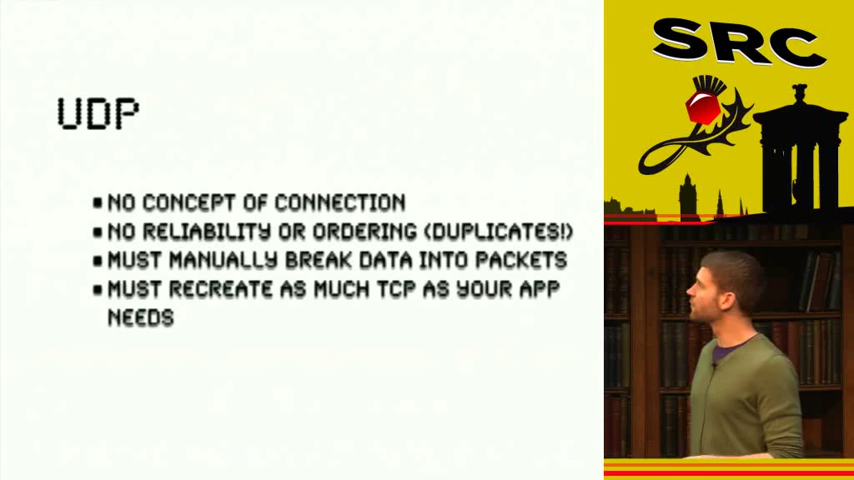 UDP
NO CONCEPT OF CONNECTION
NO RELIABILITY OR ORDERING (DUPLICATES!)
MUST MANUALLY BREAK DATA INTO PACKETS
MUST RECREATE AS MUCH TCP AS YOUR APP
NEEDS
SRC